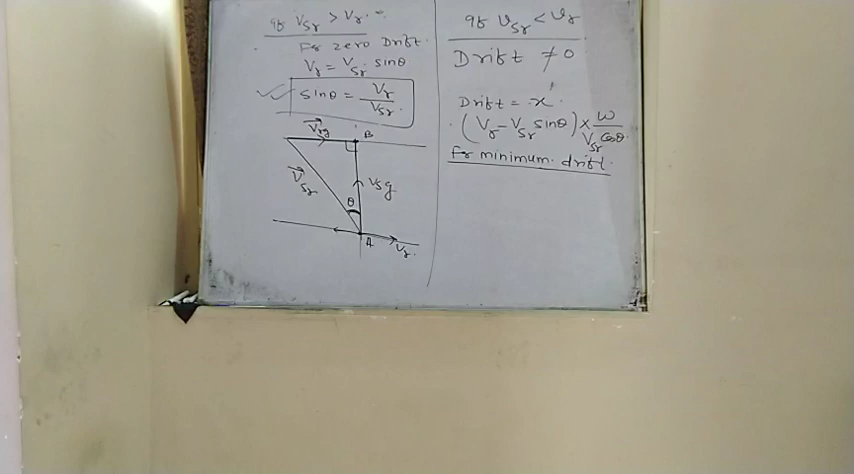 If Vsr > Vr.
For zero Drift.
Vr = Vsr sinθ
sinθ = Vr/Vsr.
Vrg
B
Vsr
Vsg
θ
A
Vr.
If Vsr < Vr
Drift ≠ 0
Drift = x.
(Vr - Vsr sinθ) × w/Vsr cosθ.
For minimum drift.